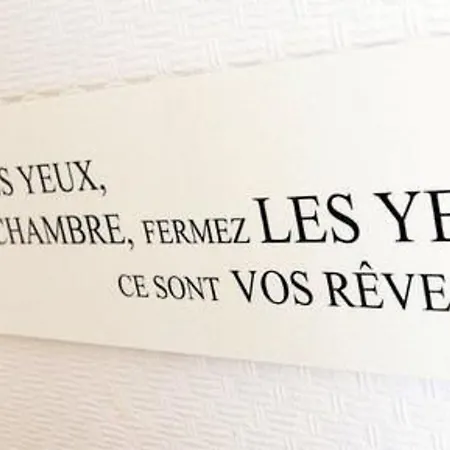 S YEUX,
CHAMBRE, FERMEZ LES YE
CE SONT VOS RÊVE